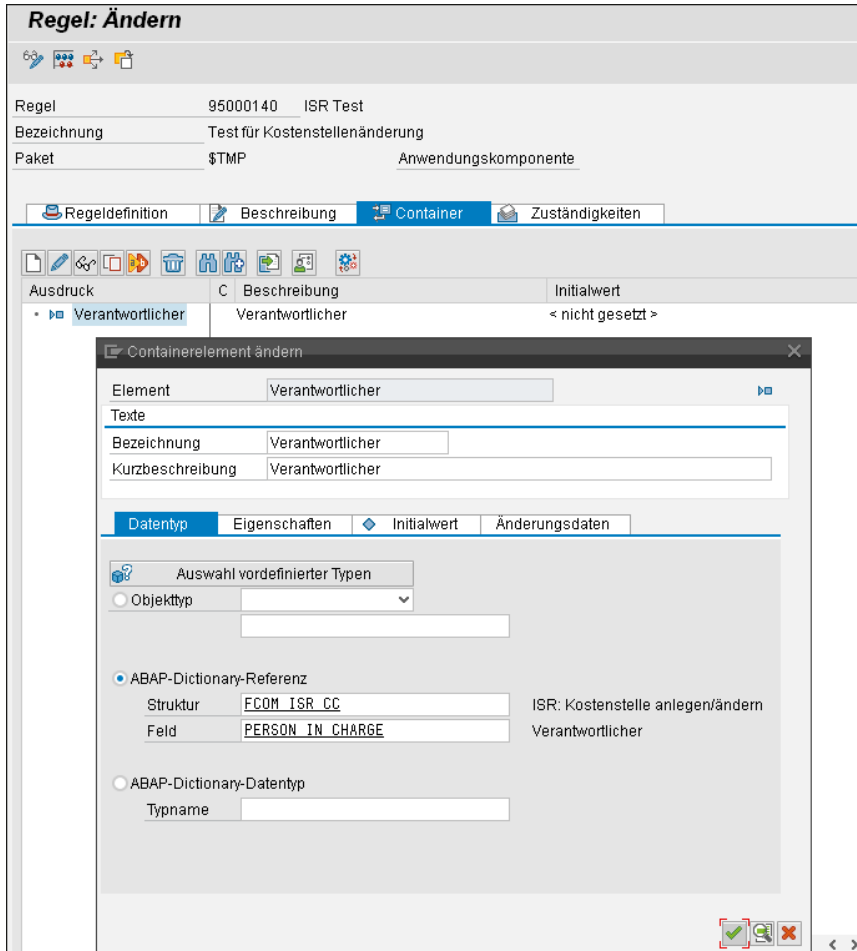 Regel: Ändern
Regel 95000140 ISR Test
Bezeichnung Test für Kostenstellenänderung
Paket $TMP Anwendungskomponente
Regeldefinition Beschreibung Container Zuständigkeiten
Ausdruck C Beschreibung Initialwert
Verantwortlicher Verantwortlicher < nicht gesetzt >
Containerelement ändern
Element Verantwortlicher
Texte
Bezeichnung Verantwortlicher
Kurzbeschreibung Verantwortlicher
Datentyp Eigenschaften Initialwert Änderungsdaten
Auswahl vordefinierter Typen
Objekttyp
ABAP-Dictionary-Referenz
Struktur FCOM_ISR_CC ISR: Kostenstelle anlegen/ändern
Feld PERSON_IN_CHARGE Verantwortlicher
ABAP-Dictionary-Datentyp
Typname